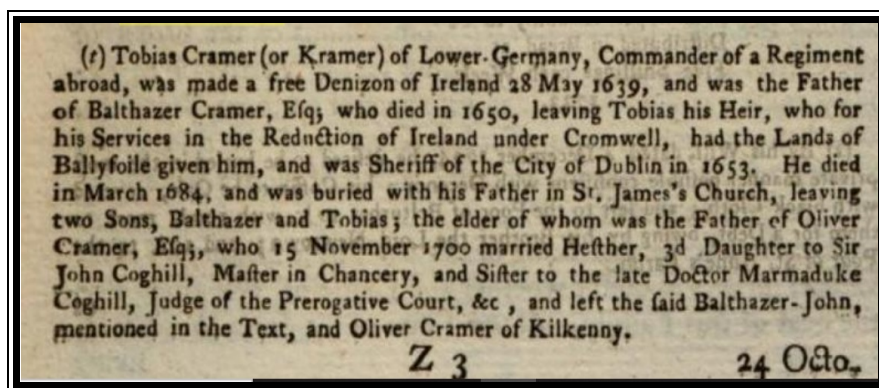 (t) Tobias Cramer (or Kramer) of Lower-Germany, Commander of a Regiment
abroad, was made a free Denizon of Ireland 28 May 1639, and was the Father
of Balthazer Cramer, Eſq; who died in 1650, leaving Tobias his Heir, who for
his Services in the Reduction of Ireland under Cromwell, had the Lands of
Ballyfoile given him, and was Sheriff of the City of Dublin in 1653. He died
in March 1684, and was buried with his Father in St. James's Church, leaving
two Sons, Balthazer and Tobias; the elder of whom was the Father of Oliver
Cramer, Eſq;, who 15 November 1700 married Heſther, 3d Daughter to Sir
John Coghill, Maſter in Chancery, and Siſter to the late Doctor Marmaduke
Coghill, Judge of the Prerogative Court, &c , and left the ſaid Balthazer-John,
mentioned in the Text, and Oliver Cramer of Kilkenny.
Z 3 24 Octo.